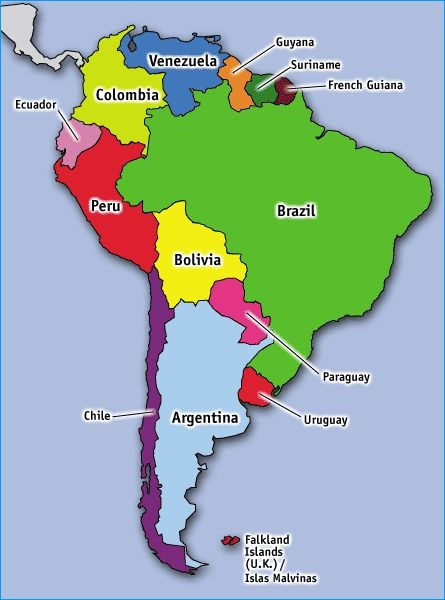 Guyana
Venezuela
Suriname
French Guiana
Colombia
Ecuador
Peru
Brazil
Bolivia
Paraguay
Chile
Argentina
Uruguay
Falkland
Islands
(U.K.) /
Islas Malvinas